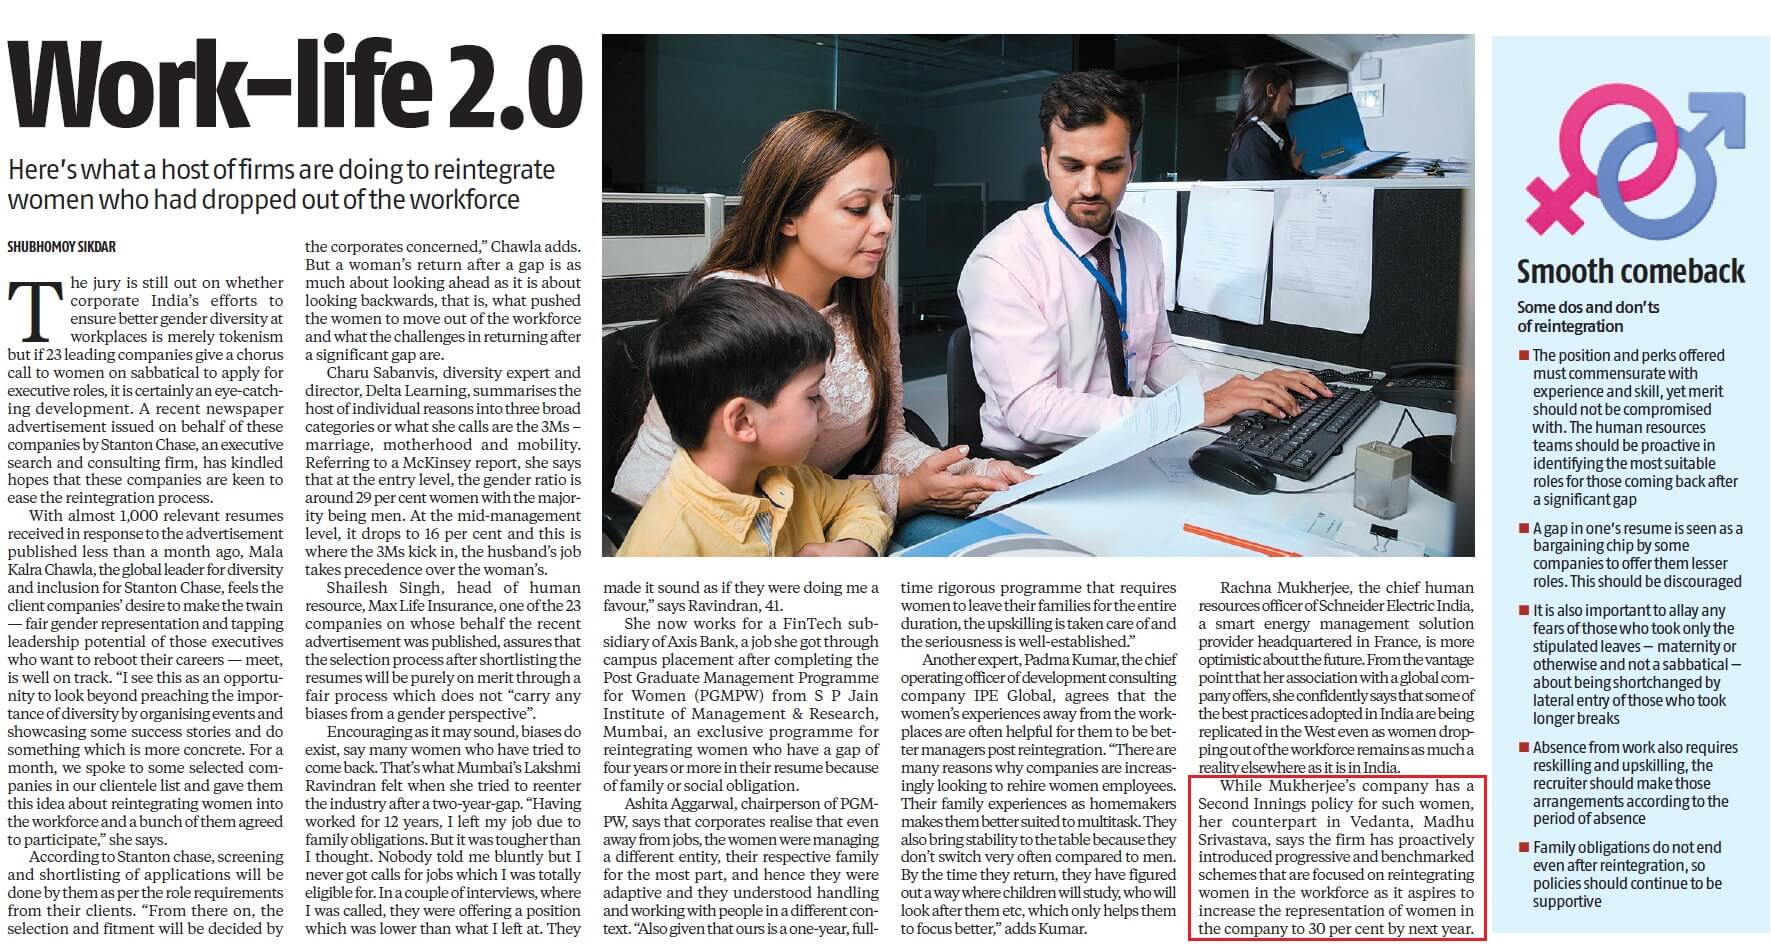 Work-life 2.0
Here's what a host of firms are doing to reintegrate
women who had dropped out of the workforce
SHUBHOMOY SIKDAR
The jury is still out on whether
corporate India's efforts to
ensure better gender diversity at
workplaces is merely tokenism
but if 23 leading companies give a chorus
call to women on sabbatical to apply for
executive roles, it is certainly an eye-catch-
ing development. A recent newspaper
advertisement issued on behalf of these
companies by Stanton Chase, an executive
search and consulting firm, has kindled
hopes that these companies are keen to
ease the reintegration process.
With almost 1,000 relevant resumes
received in response to the advertisement
published less than a month ago, Mala
Kalra Chawla, the global leader for diversity
and inclusion for Stanton Chase, feels the
client companies' desire to make the twain
— fair gender representation and tapping
leadership potential of those executives
who want to reboot their careers — meet,
is well on track. "I see this as an opportu-
nity to look beyond preaching the impor-
tance of diversity by organising events and
showcasing some success stories and do
something which is more concrete. For a
month, we spoke to some selected com-
panies in our clientele list and gave them
this idea about reintegrating women into
the workforce and a bunch of them agreed
to participate," she says.
According to Stanton chase, screening
and shortlisting of applications will be
done by them as per the role requirements
from their clients. "From there on, the
selection and fitment will be decided by
the corporates concerned," Chawla adds.
But a woman's return after a gap is as
much about looking ahead as it is about
looking backwards, that is, what pushed
the women to move out of the workforce
and what the challenges in returning after
a significant gap are.
Charu Sabanvis, diversity expert and
director, Delta Learning, summarises the
host of individual reasons into three broad
categories or what she calls are the 3Ms –
marriage, motherhood and mobility.
Referring to a McKinsey report, she says
that at the entry level, the gender ratio is
around 29 per cent women with the major-
ity being men. At the mid-management
level, it drops to 16 per cent and this is
where the 3Ms kick in, the husband's job
takes precedence over the woman's.
Shailesh Singh, head of human
resource, Max Life Insurance, one of the 23
companies on whose behalf the recent
advertisement was published, assures that
the selection process after shortlisting the
resumes will be purely on merit through a
fair process which does not "carry any
biases from a gender perspective".
Encouraging as it may sound, biases do
exist, say many women who have tried to
come back. That's what Mumbai's Lakshmi
Ravindran felt when she tried to reenter
the industry after a two-year-gap. "Having
worked for 12 years, I left my job due to
family obligations. But it was tougher than
I thought. Nobody told me bluntly but I
never got calls for jobs which I was totally
eligible for. In a couple of interviews, where
I was called, they were offering a position
which was lower than what I left at. They
made it sound as if they were doing me a
favour," says Ravindran, 41.
She now works for a FinTech sub-
sidiary of Axis Bank, a job she got through
campus placement after completing the
Post Graduate Management Programme
for Women (PGMPW) from S P Jain
Institute of Management & Research,
Mumbai, an exclusive programme for
reintegrating women who have a gap of
four years or more in their resume because
of family or social obligation.
Ashita Aggarwal, chairperson of PGM-
PW, says that corporates realise that even
away from jobs, the women were managing
a different entity, their respective family
for the most part, and hence they were
adaptive and they understood handling
and working with people in a different con-
text. "Also given that ours is a one-year, full-
time rigorous programme that requires
women to leave their families for the entire
duration, the upskilling is taken care of and
the seriousness is well-established."
Another expert, Padma Kumar, the chief
operating officer of development consulting
company IPE Global, agrees that the
women's experiences away from the work-
places are often helpful for them to be bet-
ter managers post reintegration. "There are
many reasons why companies are increas-
ingly looking to rehire women employees.
Their family experiences as homemakers
makes them better suited to multitask. They
also bring stability to the table because they
don't switch very often compared to men.
By the time they return, they have figured
out a way where children will study, who will
look after them etc, which only helps them
to focus better," adds Kumar.
Rachna Mukherjee, the chief human
resources officer of Schneider Electric India,
a smart energy management solution
provider headquartered in France, is more
optimistic about the future. From the vantage
point that her association with a global com-
pany offers, she confidently says that some of
the best practices adopted in India are being
replicated in the West even as women drop-
ping out of the workforce remains as much a
reality elsewhere as it is in India.
While Mukherjee's company has a
Second Innings policy for such women,
her counterpart in Vedanta, Madhu
Srivastava, says the firm has proactively
introduced progressive and benchmarked
schemes that are focused on reintegrating
women in the workforce as it aspires to
increase the representation of women in
the company to 30 per cent by next year.
Smooth comeback
Some dos and don'ts
of reintegration
The position and perks offered
must commensurate with
experience and skill, yet merit
should not be compromised
with. The human resources
teams should be proactive in
identifying the most suitable
roles for those coming back after
a significant gap
A gap in one's resume is seen as a
bargaining chip by some
companies to offer them lesser
roles. This should be discouraged
It is also important to allay any
fears of those who took only the
stipulated leaves — maternity or
otherwise and not a sabbatical —
about being shortchanged by
lateral entry of those who took
longer breaks
Absence from work also requires
reskilling and upskilling, the
recruiter should make those
arrangements according to the
period of absence
Family obligations do not end
even after reintegration, so
policies should continue to be
supportive